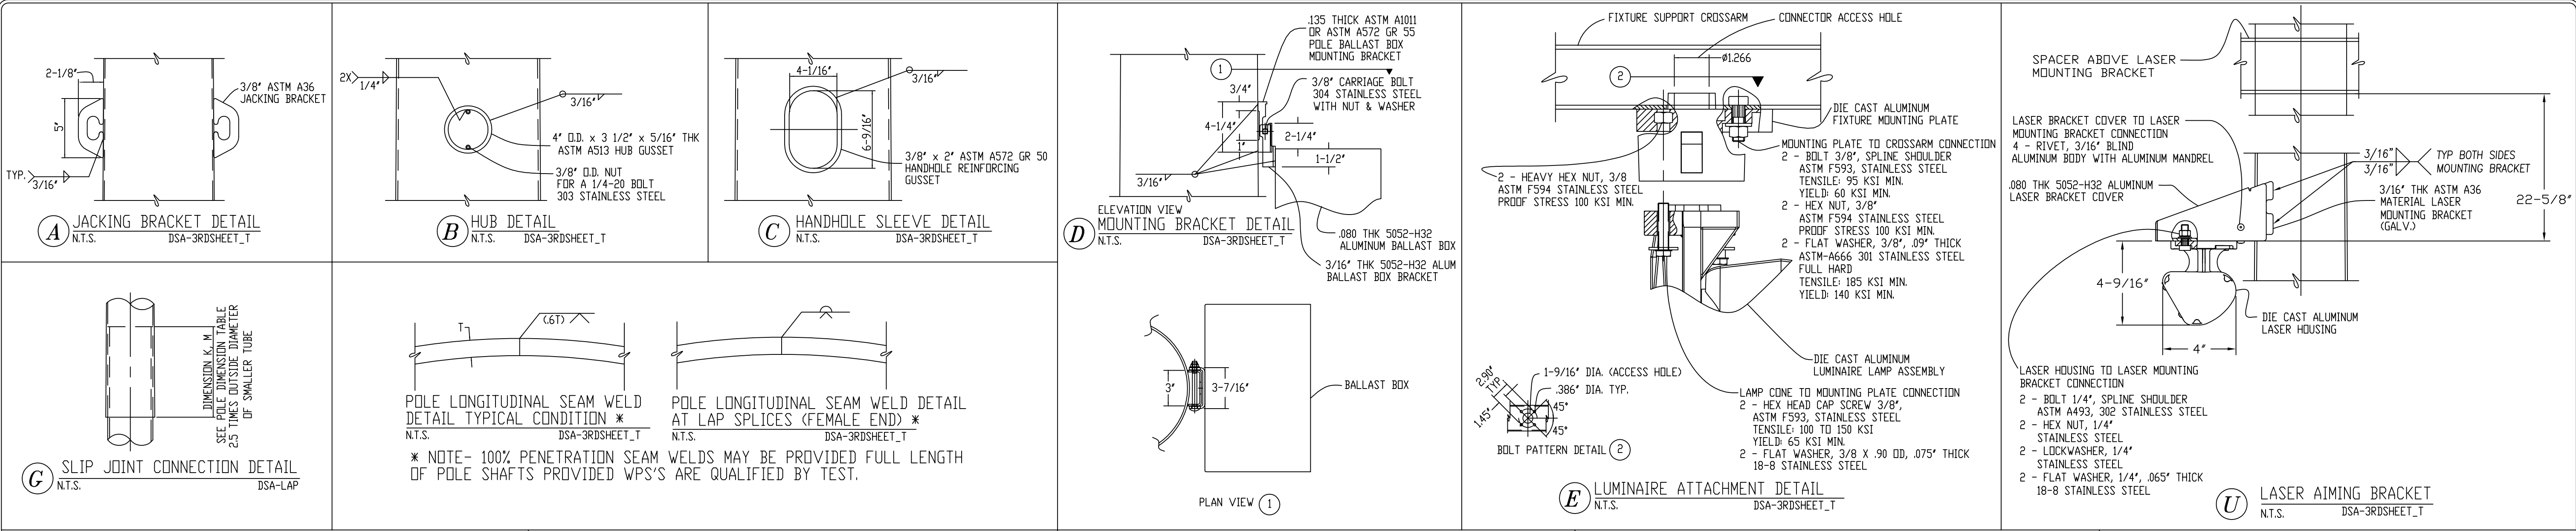 2-1/8"
5"
3/8" ASTM A36
JACKING BRACKET
TYP.
3/16"
A
JACKING BRACKET DETAIL
N.T.S.
DSA-3RDSHEET_T
2X
1/4"
3/16"
4" O.D. x 3 1/2" x 5/16" THK
ASTM A513 HUB GUSSET
3/8" O.D. NUT
FOR A 1/4-20 BOLT
303 STAINLESS STEEL
B
HUB DETAIL
N.T.S.
DSA-3RDSHEET_T
4-1/16"
3/16"
6-9/16"
3/8" x 2" ASTM A572 GR 50
HANDHOLE REINFORCING
GUSSET
C
HANDHOLE SLEEVE DETAIL
N.T.S.
DSA-3RDSHEET_T
.135 THICK ASTM A1011
OR ASTM A572 GR 55
POLE BALLAST BOX
MOUNTING BRACKET
1
3/8" CARRIAGE BOLT
304 STAINLESS STEEL
WITH NUT & WASHER
3/4"
4-1/4"
1"
2-1/4"
1-1/2"
3/16"
ELEVATION VIEW
D
MOUNTING BRACKET DETAIL
N.T.S.
DSA-3RDSHEET_T
.080 THK 5052-H32
ALUMINUM BALLAST BOX
3/16" THK 5052-H32 ALUM
BALLAST BOX BRACKET
3"
3-7/16"
BALLAST BOX
PLAN VIEW 1
FIXTURE SUPPORT CROSSARM
CONNECTOR ACCESS HOLE
ø1.266
2
DIE CAST ALUMINUM
FIXTURE MOUNTING PLATE
MOUNTING PLATE TO CROSSARM CONNECTION
2 - BOLT 3/8", SPLINE SHOULDER
ASTM F593, STAINLESS STEEL
TENSILE: 95 KSI MIN.
YIELD: 60 KSI MIN.
2 - HEX NUT, 3/8"
ASTM F594 STAINLESS STEEL
PROOF STRESS 100 KSI MIN.
2 - FLAT WASHER, 3/8", .09" THICK
ASTM-A666 301 STAINLESS STEEL
FULL HARD
TENSILE: 185 KSI MIN.
YIELD: 140 KSI MIN.
2 - HEAVY HEX NUT, 3/8
ASTM F594 STAINLESS STEEL
PROOF STRESS 100 KSI MIN.
DIE CAST ALUMINUM
LUMINAIRE LAMP ASSEMBLY
LAMP CONE TO MOUNTING PLATE CONNECTION
2 - HEX HEAD CAP SCREW 3/8",
ASTM F593, STAINLESS STEEL
TENSILE: 100 TO 150 KSI
YIELD: 65 KSI MIN.
2 - FLAT WASHER, 3/8 X .90 OD, .075" THICK
18-8 STAINLESS STEEL
2.90"
TYP
1.45"
1-9/16" DIA. (ACCESS HOLE)
.386" DIA. TYP.
45°
45°
BOLT PATTERN DETAIL 2
E
LUMINAIRE ATTACHMENT DETAIL
N.T.S.
DSA-3RDSHEET_T
SPACER ABOVE LASER
MOUNTING BRACKET
LASER BRACKET COVER TO LASER
MOUNTING BRACKET CONNECTION
4 - RIVET, 3/16" BLIND
ALUMINUM BODY WITH ALUMINUM MANDREL
.080 THK 5052-H32 ALUMINUM
LASER BRACKET COVER
3/16"
3/16"
TYP BOTH SIDES
MOUNTING BRACKET
3/16" THK ASTM A36
MATERIAL LASER
MOUNTING BRACKET
(GALV.)
22-5/8"
4-9/16"
4"
DIE CAST ALUMINUM
LASER HOUSING
LASER HOUSING TO LASER MOUNTING
BRACKET CONNECTION
2 - BOLT 1/4", SPLINE SHOULDER
ASTM A493, 302 STAINLESS STEEL
2 - HEX NUT, 1/4"
STAINLESS STEEL
2 - LOCKWASHER, 1/4"
STAINLESS STEEL
2 - FLAT WASHER, 1/4", .065" THICK
18-8 STAINLESS STEEL
U
LASER AIMING BRACKET
N.T.S.
DSA-3RDSHEET_T
DIMENSION K, M
SEE POLE DIMENSION TABLE
2.5 TIMES OUTSIDE DIAMETER
OF SMALLER TUBE
G
SLIP JOINT CONNECTION DETAIL
N.T.S.
DSA-LAP
T
(.6T)
POLE LONGITUDINAL SEAM WELD
DETAIL TYPICAL CONDITION *
N.T.S.
DSA-3RDSHEET_T
POLE LONGITUDINAL SEAM WELD DETAIL
AT LAP SPLICES (FEMALE END) *
N.T.S.
DSA-3RDSHEET_T
* NOTE- 100% PENETRATION SEAM WELDS MAY BE PROVIDED FULL LENGTH
OF POLE SHAFTS PROVIDED WPS'S ARE QUALIFIED BY TEST.